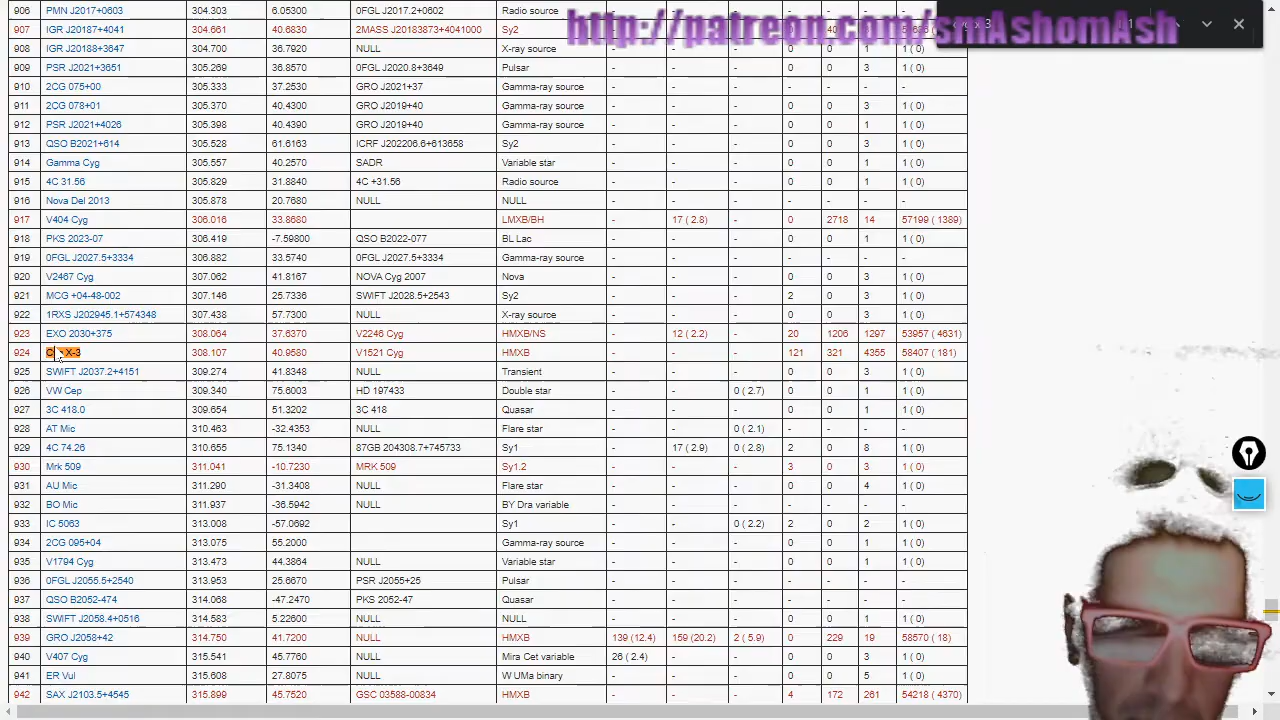 http://patreon.com/smAshomAsh
906 PMN J2017+0603 304.303 6.05300 0FGL J2017.2+0602 Radio source - - - 0 0 3 1 ( 0)
907 IGR J20187+4041 304.661 40.6830 2MASS J20183873+4041000 Sy2 - - -
908 IGR J20188+3647 304.700 36.7920 NULL X-ray source - - - 0 0 1 1 ( 0)
909 PSR J2021+3651 305.269 36.8570 0FGL J2020.8+3649 Pulsar - - - 0 0 3 1 ( 0)
910 2CG 075+00 305.333 37.2530 GRO J2021+37 Gamma-ray source - - - 0 0 1 1 ( 0)
911 2CG 078+01 305.370 40.4300 GRO J2019+40 Gamma-ray source - - - 0 0 3 1 ( 0)
912 PSR J2021+4026 305.398 40.4390 GRO J2019+40 Gamma-ray source - - - 0 0 1 1 ( 0)
913 QSO B2021+614 305.528 61.6163 ICRF J202206.6+613658 Sy2 - - - 0 0 3 1 ( 0)
914 Gamma Cyg 305.557 40.2570 SADR Variable star - - - 0 0 1 1 ( 0)
915 4C 31.56 305.829 31.8840 4C +31.56 Radio source - - - 0 0 1 1 ( 0)
916 Nova Del 2013 305.878 20.7680 NULL NULL - - - - - - -
917 V404 Cyg 306.016 33.8680 LMXB/BH - 17 ( 2.8) - 0 2718 14 57199 ( 1389)
918 PKS 2023-07 306.419 -7.59800 QSO B2022-077 BL Lac - - - 0 0 1 1 ( 0)
919 0FGL J2027.5+3334 306.882 33.5740 0FGL J2027.5+3334 Gamma-ray source - - - - - - -
920 V2467 Cyg 307.062 41.8167 NOVA Cyg 2007 Nova - - - 0 0 3 1 ( 0)
921 MCG +04-48-002 307.146 25.7336 SWIFT J2028.5+2543 Sy2 - - - 2 0 3 1 ( 0)
922 1RXS J202945.1+574348 307.438 57.7300 NULL X-ray source - - - 0 0 3 1 ( 0)
923 EXO 2030+375 308.064 37.6370 V2246 Cyg HMXB/NS - 12 ( 2.2) - 20 1206 1297 53957 ( 4631)
924 Cyg X-3 308.107 40.9580 V1521 Cyg HMXB - - - 121 321 4355 58407 ( 181)
925 SWIFT J2037.2+4151 309.274 41.8348 NULL Transient - - - 0 0 3 1 ( 0)
926 VW Cep 309.340 75.6003 HD 197433 Double star - - 0 ( 2.7) 0 0 1 1 ( 0)
927 3C 418.0 309.654 51.3202 3C 418 Quasar - - - 0 0 1 1 ( 0)
928 AT Mic 310.463 -32.4353 NULL Flare star - - 0 ( 2.1) - - - -
929 4C 74.26 310.655 75.1340 87GB 204308.7+745733 Sy1 - 17 ( 2.9) 0 ( 2.8) 2 0 8 1 ( 0)
930 Mrk 509 311.041 -10.7230 MRK 509 Sy1.2 - - - 3 0 3 1 ( 0)
931 AU Mic 311.290 -31.3408 NULL Flare star - - - 0 0 4 1 ( 0)
932 BO Mic 311.937 -36.5942 NULL BY Dra variable - - - - - - -
933 IC 5063 313.008 -57.0692 Sy1 - - 0 ( 2.2) 2 0 2 1 ( 0)
934 2CG 095+04 313.075 55.2000 Gamma-ray source - - - 0 0 1 1 ( 0)
935 V1794 Cyg 313.473 44.3864 NULL Variable star - - - 0 0 1 1 ( 0)
936 0FGL J2055.5+2540 313.953 25.6670 PSR J2055+25 Pulsar - - - - - - -
937 QSO B2052-474 314.068 -47.2470 PKS 2052-47 Quasar - - - - - - -
938 SWIFT J2058.4+0516 314.583 5.22600 NULL NULL - - - 0 0 1 1 ( 0)
939 GRO J2058+42 314.750 41.7200 NULL HMXB 139 (12.4) 159 (20.2) 2 ( 5.9) 0 229 19 58570 ( 18)
940 V407 Cyg 315.541 45.7760 NULL Mira Cet variable 26 ( 2.4) - - 0 0 3 1 ( 0)
941 ER Vul 315.608 27.8075 NULL W UMa binary - - - 0 0 5 1 ( 0)
942 SAX J2103.5+4545 315.899 45.7520 GSC 03588-00834 HMXB - - - 4 172 261 54218 ( 4370)